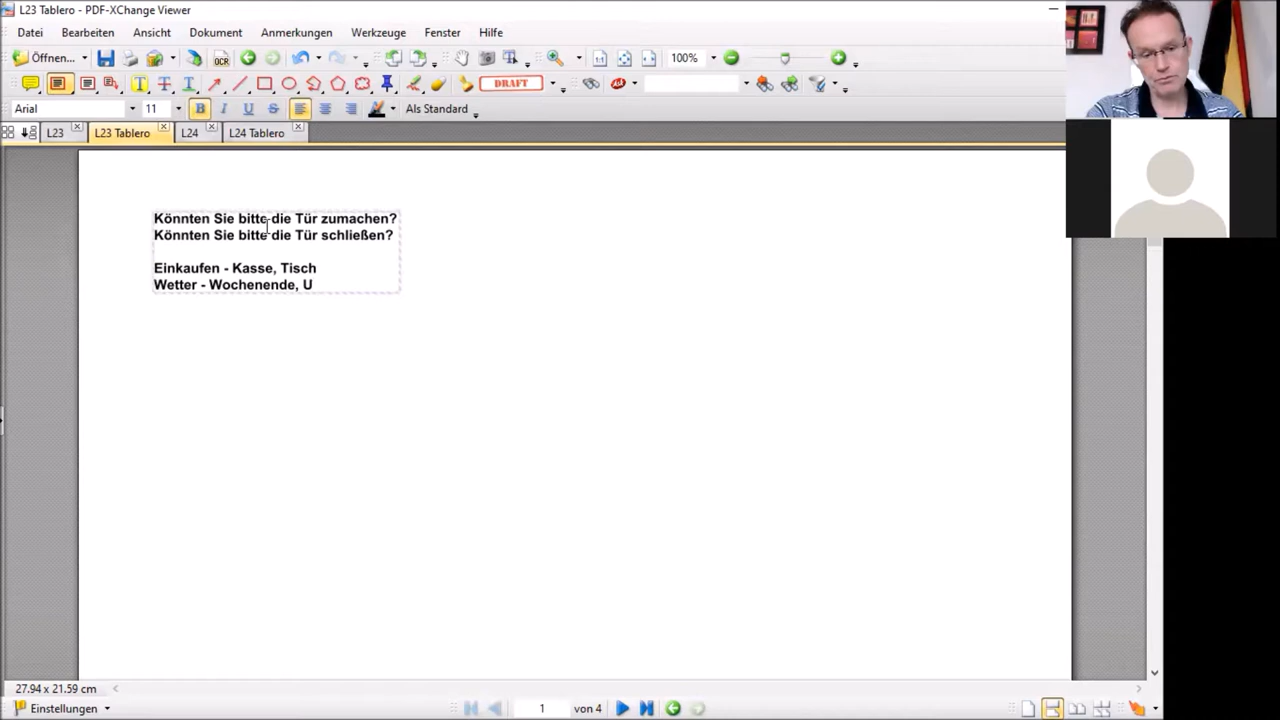 L23 Tablero - PDF-XChange Viewer
Datei Bearbeiten Ansicht Dokument Anmerkungen Werkzeuge Fenster Hilfe
Öffnen... OCR 100%
DRAFT
Arial 11 B I U S Als Standard
L23 L23 Tablero L24 L24 Tablero
Könnten Sie bitte die Tür zumachen?
Könnten Sie bitte die Tür schließen?
Einkaufen - Kasse, Tisch
Wetter - Wochenende, U
27.94 x 21.59 cm
Einstellungen 1 von 4